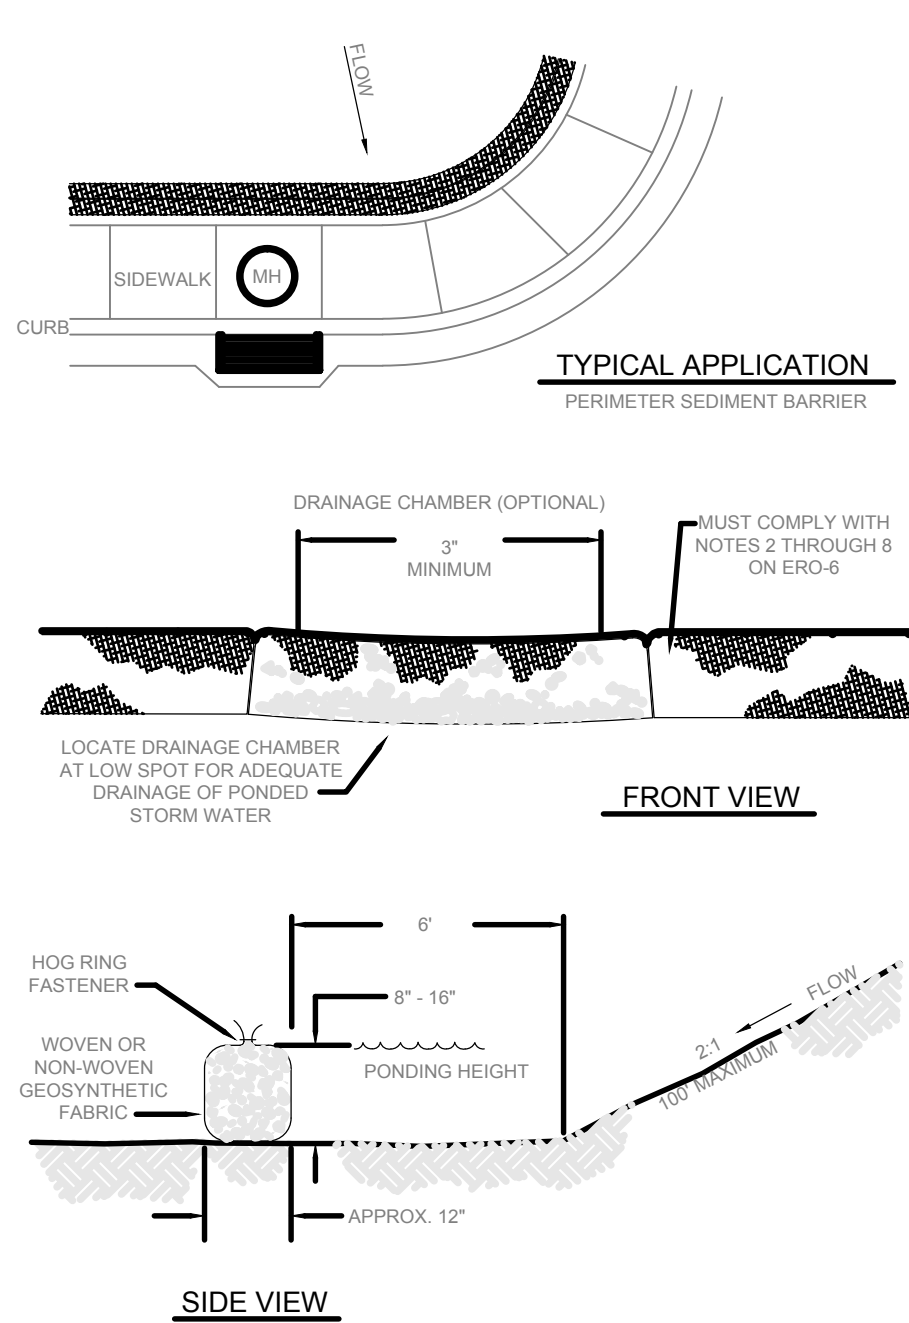 FLOW
SIDEWALK
MH
CURB
TYPICAL APPLICATION
PERIMETER SEDIMENT BARRIER
DRAINAGE CHAMBER (OPTIONAL)
3"
MINIMUM
MUST COMPLY WITH
NOTES 2 THROUGH 8
ON ERO-6
LOCATE DRAINAGE CHAMBER
AT LOW SPOT FOR ADEQUATE
DRAINAGE OF PONDED
STORM WATER
FRONT VIEW
6'
HOG RING
FASTENER
8" - 16"
FLOW
WOVEN OR
NON-WOVEN
GEOSYNTHETIC
FABRIC
PONDING HEIGHT
2:1
100' MAXIMUM
APPROX. 12"
SIDE VIEW